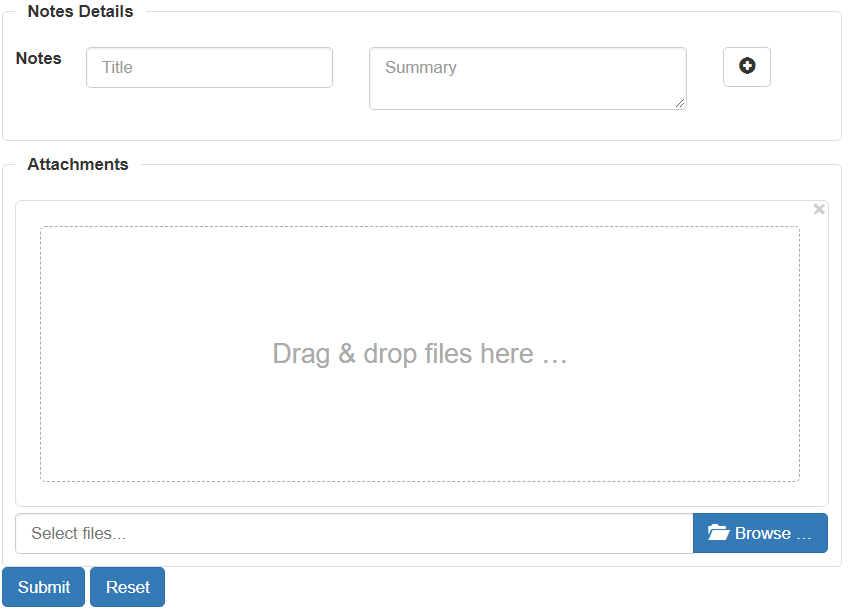 Notes Details
Notes Title Summary
Attachments
Drag & drop files here …
Select files... Browse …
Submit Reset